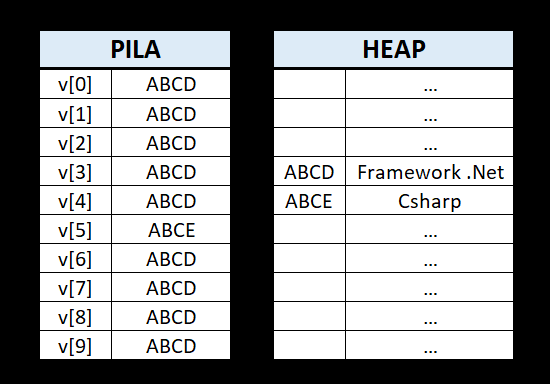 PILA HEAP
v[0] ABCD ...
v[1] ABCD ...
v[2] ABCD ...
v[3] ABCD ABCD Framework .Net
v[4] ABCD ABCE Csharp
v[5] ABCE ...
v[6] ABCD ...
v[7] ABCD ...
v[8] ABCD ...
v[9] ABCD ...